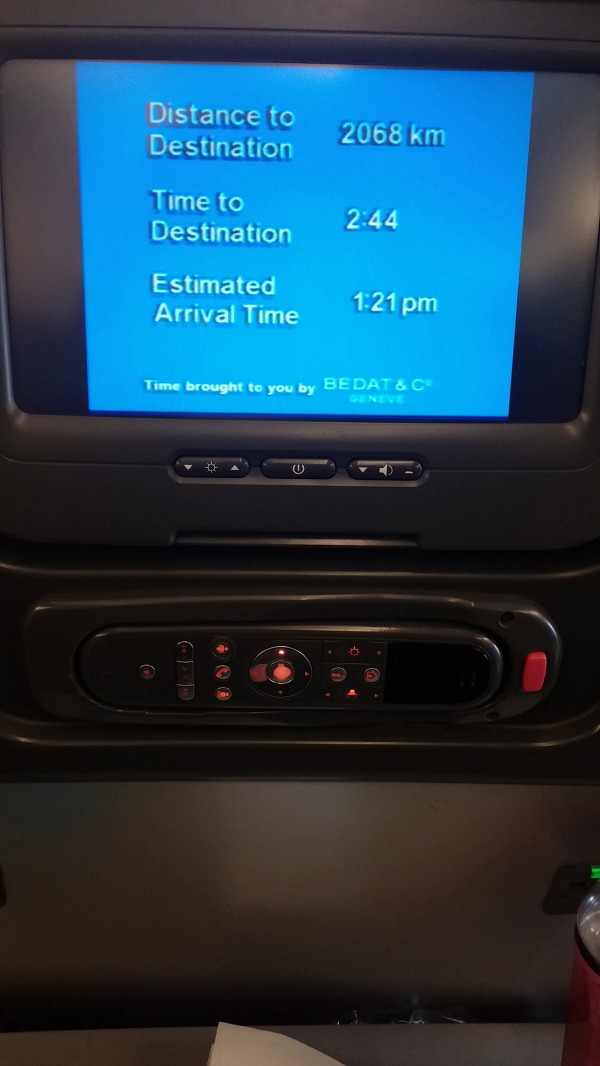 Distance to
Destination
2068 km
Time to
Destination
2:44
Estimated
Arrival Time
1:21 pm
Time brought to you by BEDAT & C°
GENEVE